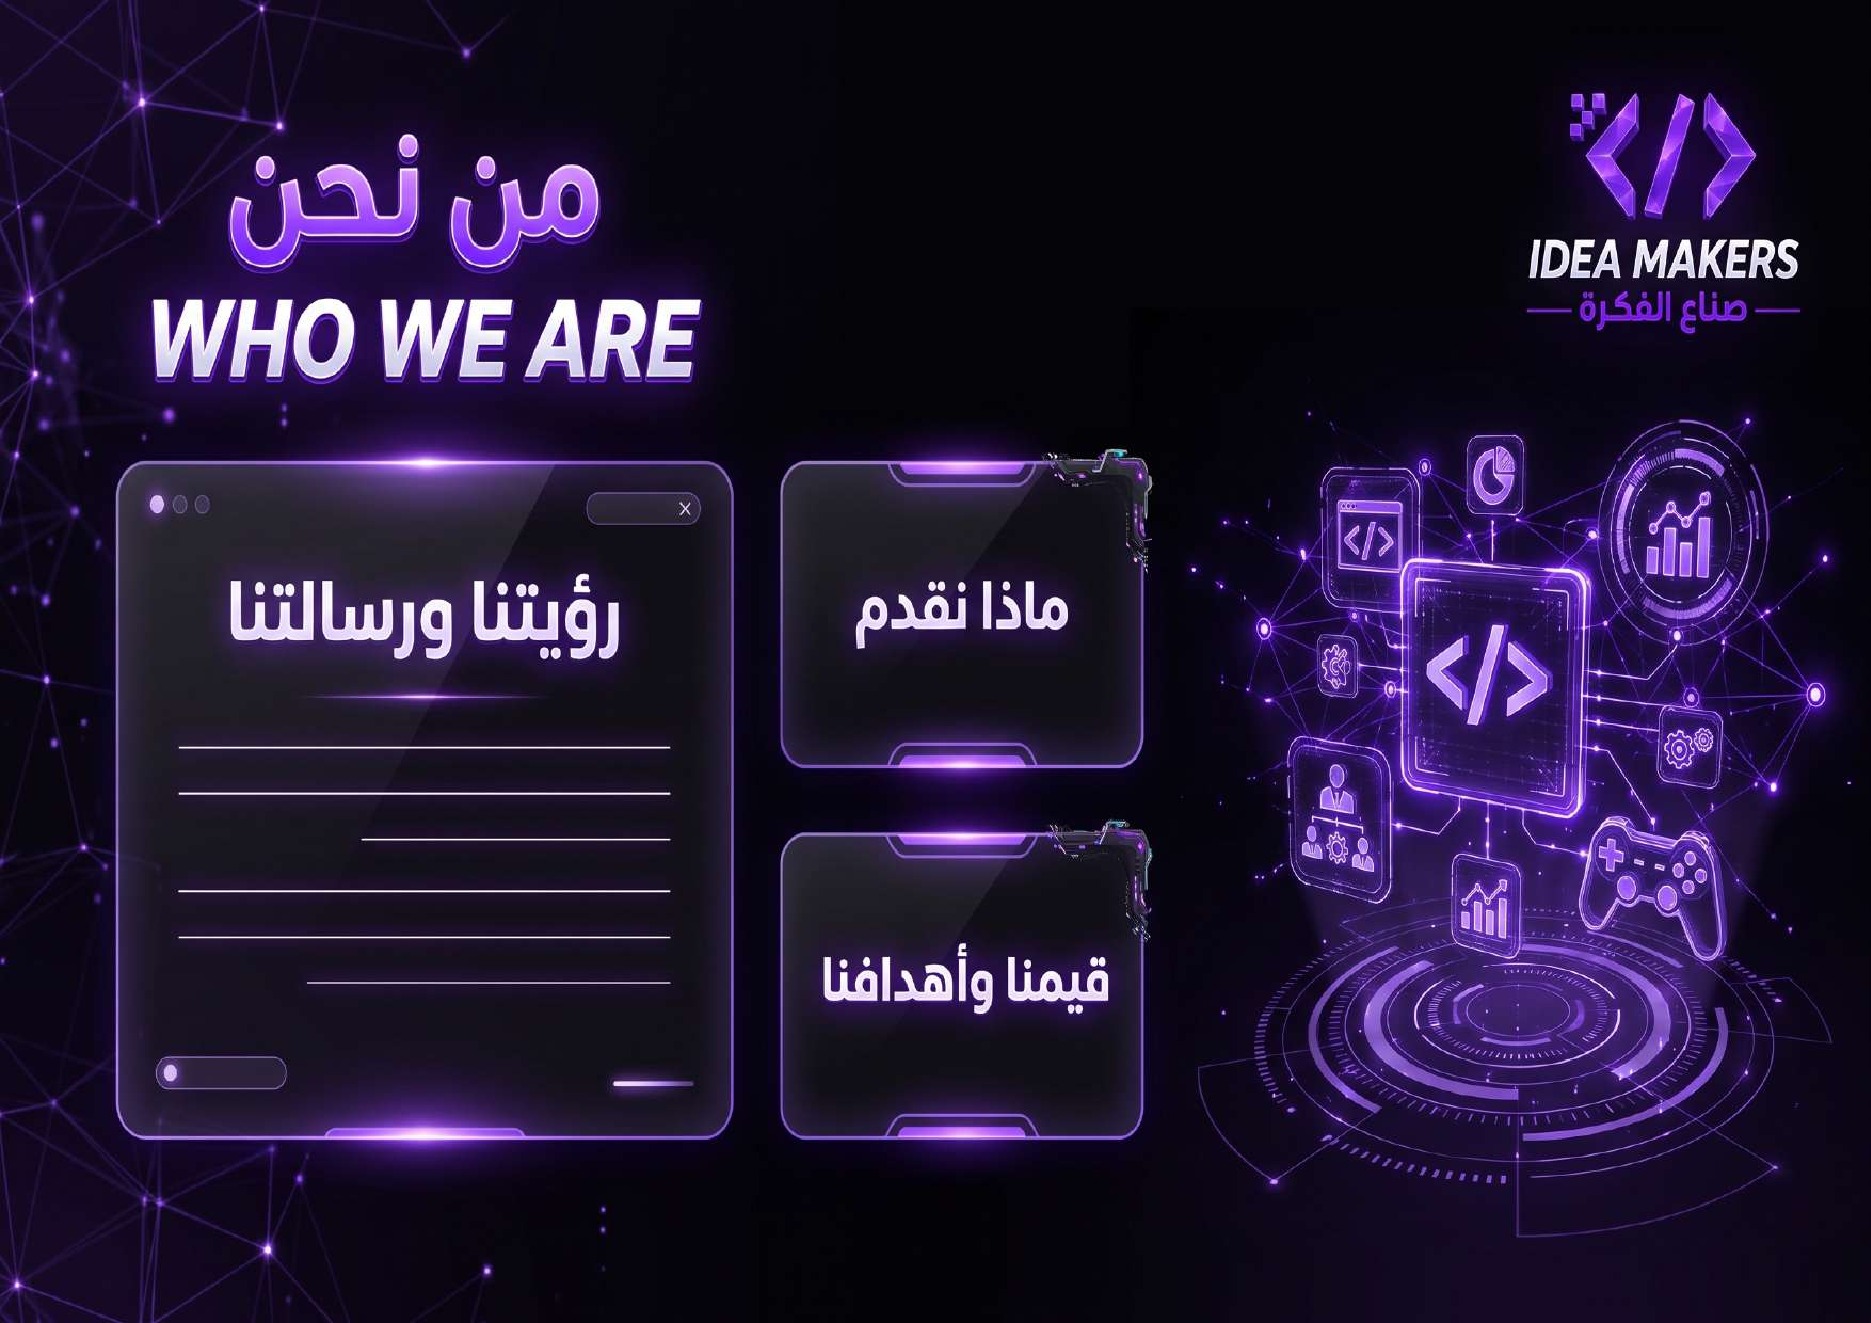 من نحن
WHO WE ARE
IDEA MAKERS
صناع الفكرة
رؤيتنا ورسالتنا
ماذا نقدم
قيمنا وأهدافنا